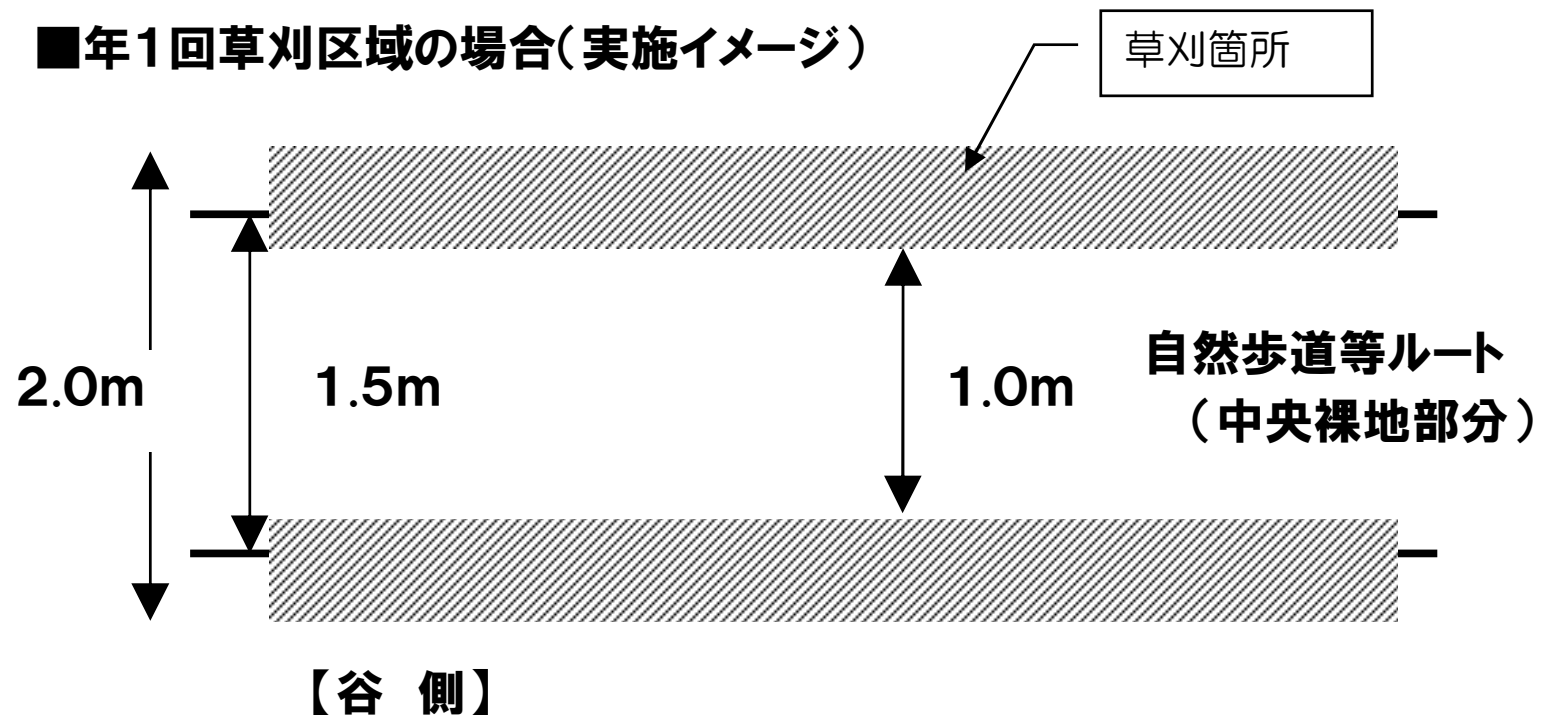 ■年1回草刈区域の場合(実施イメージ)
草刈箇所
2.0m
1.5m
1.0m
自然歩道等ルート
(中央裸地部分)
【谷 側】